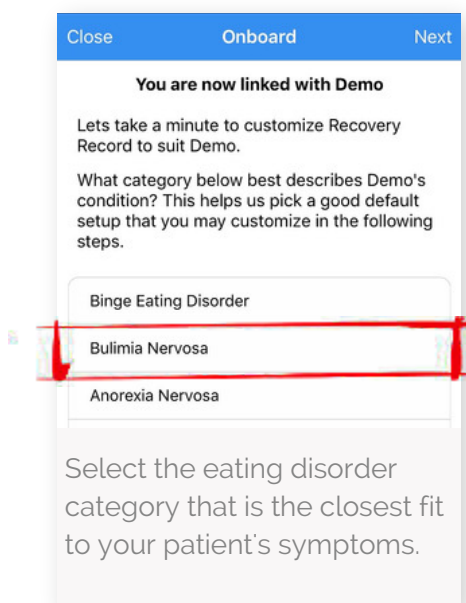 Close Onboard Next
You are now linked with Demo
Lets take a minute to customize Recovery
Record to suit Demo.
What category below best describes Demo's
condition? This helps us pick a good default
setup that you may customize in the following
steps.
Binge Eating Disorder
Bulimia Nervosa
Anorexia Nervosa
Select the eating disorder
category that is the closest fit
to your patient's symptoms.